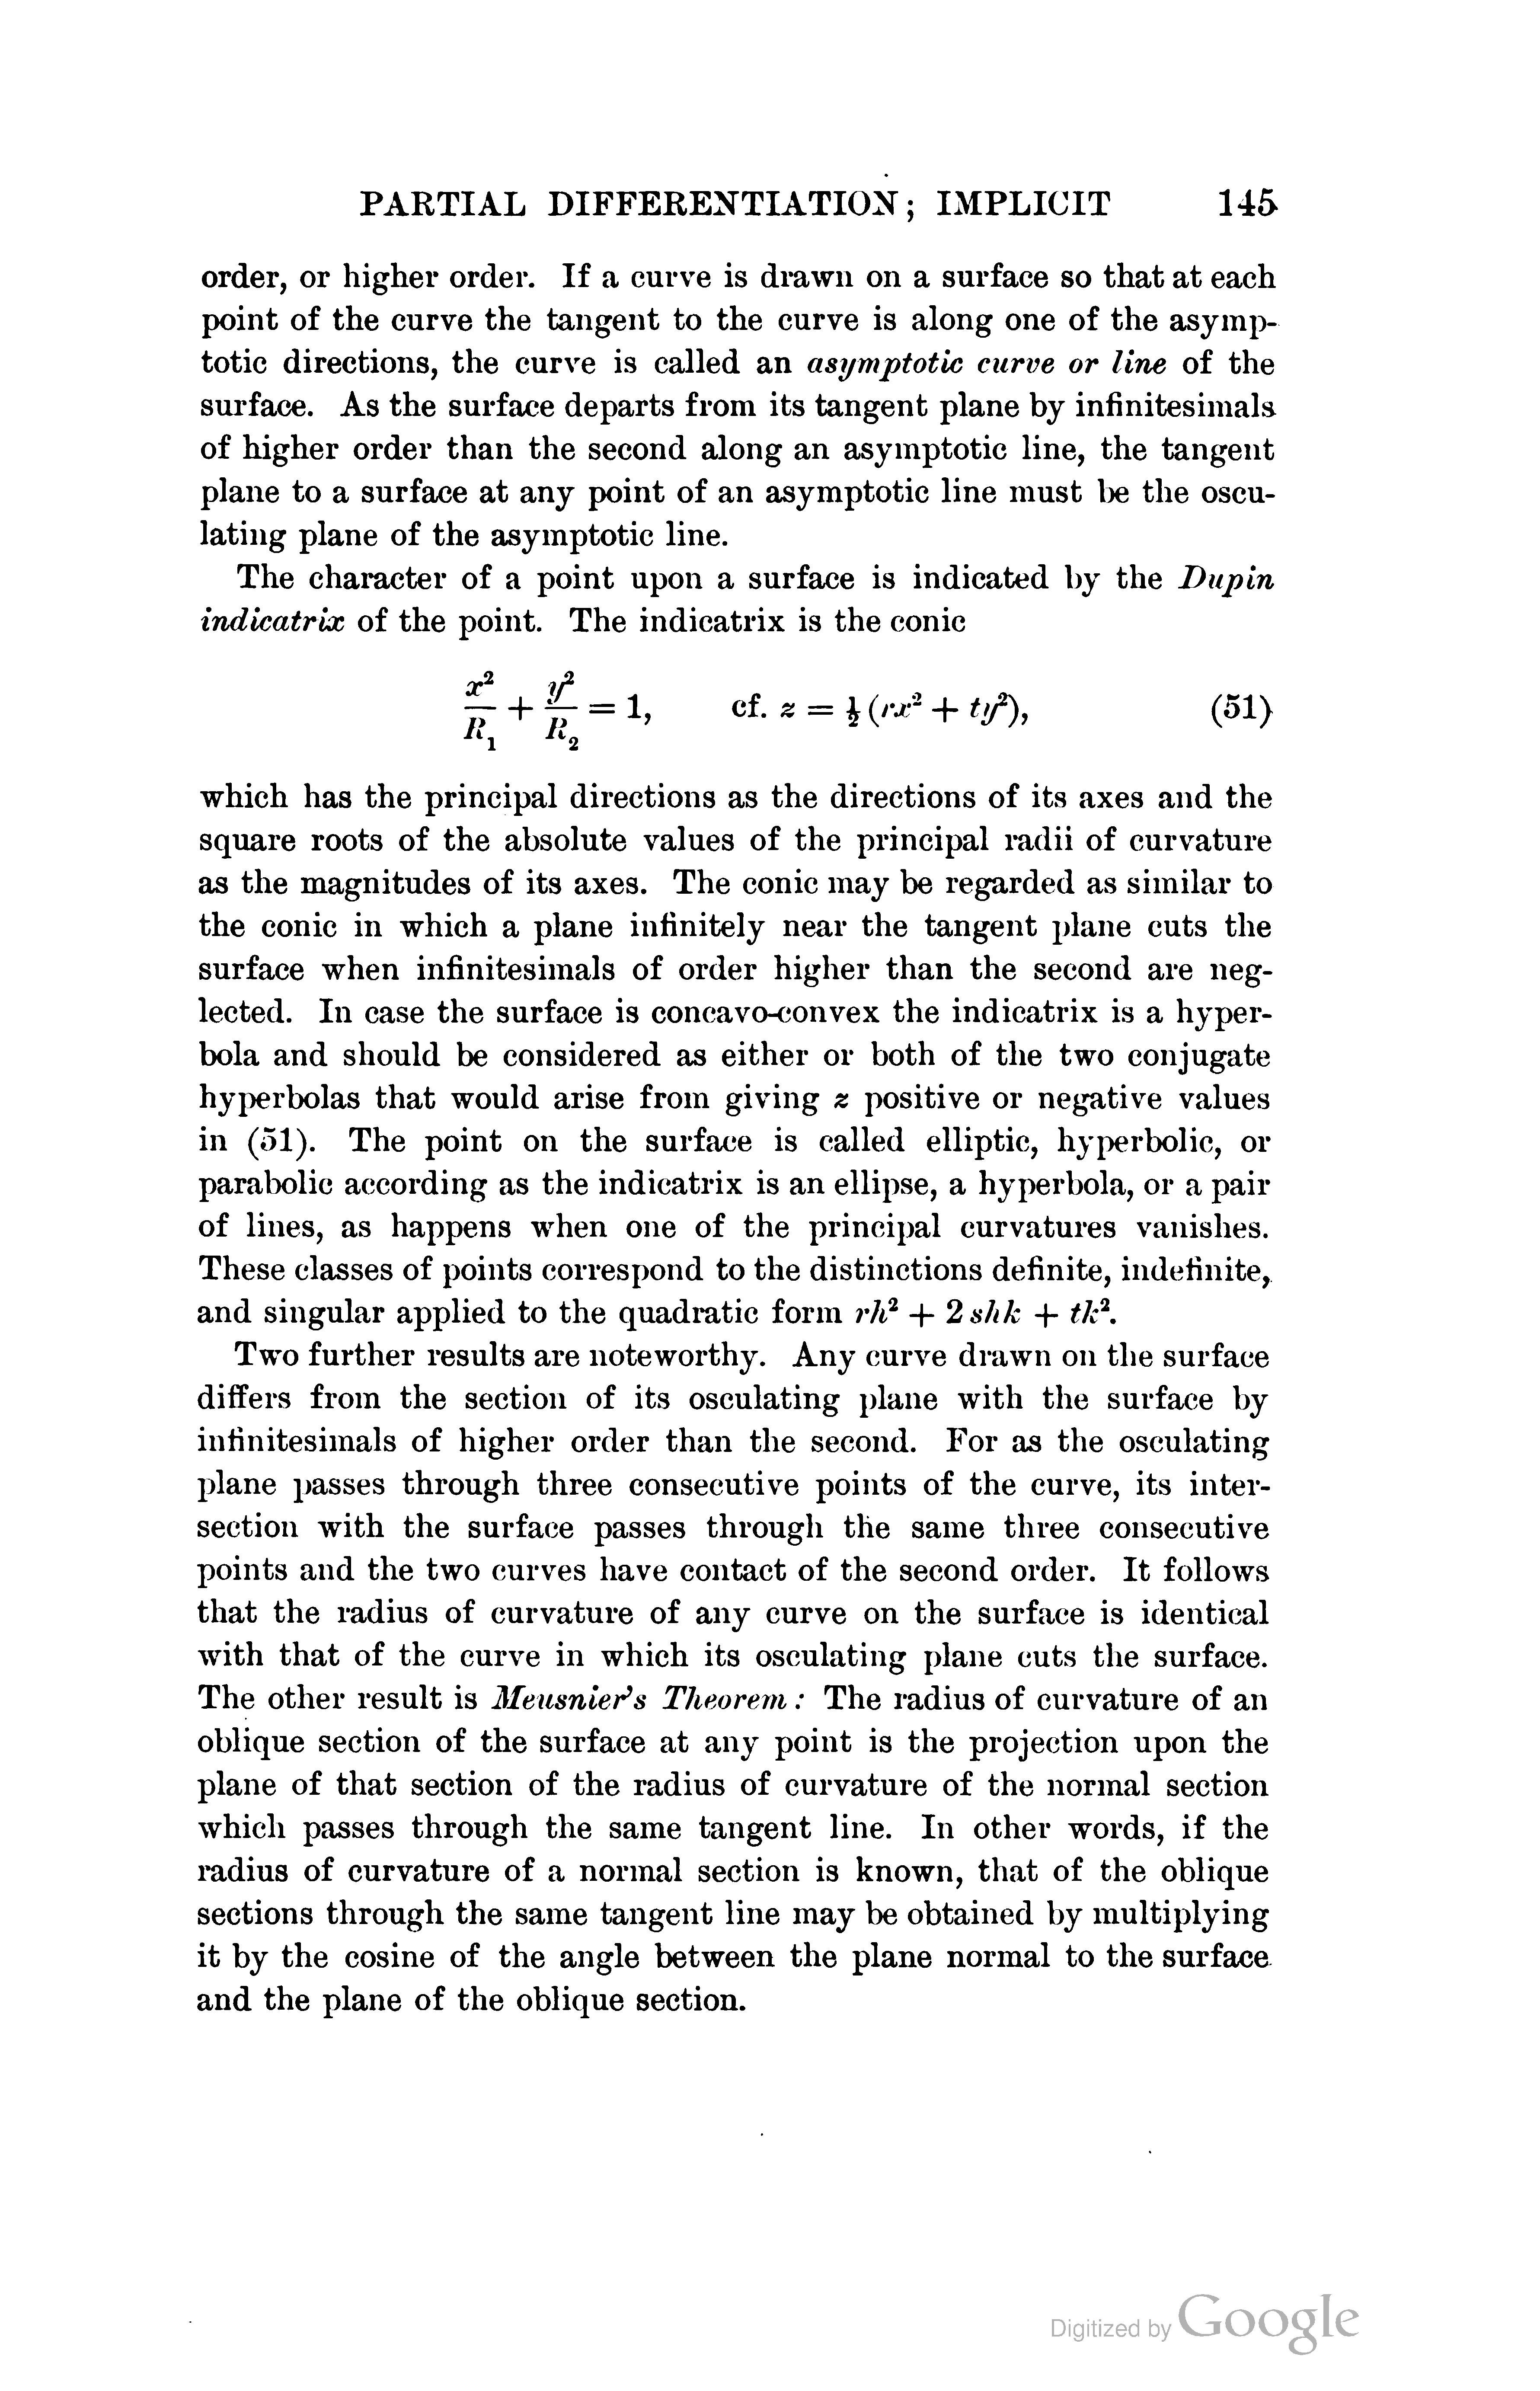 PARTIAL DIFFERENTIATION; IMPLICIT 145
order, or higher order. If a curve is drawn on a surface so that at each
point of the curve the tangent to the curve is along one of the asymp-
totic directions, the curve is called an asymptotic curve or line of the
surface. As the surface departs from its tangent plane by infinitesimals
of higher order than the second along an asymptotic line, the tangent
plane to a surface at any point of an asymptotic line must be the oscu-
lating plane of the asymptotic line.
The character of a point upon a surface is indicated by the Dupin
indicatrix of the point. The indicatrix is the conic
x²/R₁ + y²/R₂ = 1, cf. z = ½ (rx² + ty²), (51)
which has the principal directions as the directions of its axes and the
square roots of the absolute values of the principal radii of curvature
as the magnitudes of its axes. The conic may be regarded as similar to
the conic in which a plane infinitely near the tangent plane cuts the
surface when infinitesimals of order higher than the second are neg-
lected. In case the surface is concavo-convex the indicatrix is a hyper-
bola and should be considered as either or both of the two conjugate
hyperbolas that would arise from giving z positive or negative values
in (51). The point on the surface is called elliptic, hyperbolic, or
parabolic according as the indicatrix is an ellipse, a hyperbola, or a pair
of lines, as happens when one of the principal curvatures vanishes.
These classes of points correspond to the distinctions definite, indefinite,
and singular applied to the quadratic form rh² + 2 shk + tk².
Two further results are noteworthy. Any curve drawn on the surface
differs from the section of its osculating plane with the surface by
infinitesimals of higher order than the second. For as the osculating
plane passes through three consecutive points of the curve, its inter-
section with the surface passes through the same three consecutive
points and the two curves have contact of the second order. It follows
that the radius of curvature of any curve on the surface is identical
with that of the curve in which its osculating plane cuts the surface.
The other result is Meusnier's Theorem: The radius of curvature of an
oblique section of the surface at any point is the projection upon the
plane of that section of the radius of curvature of the normal section
which passes through the same tangent line. In other words, if the
radius of curvature of a normal section is known, that of the oblique
sections through the same tangent line may be obtained by multiplying
it by the cosine of the angle between the plane normal to the surface
and the plane of the oblique section.
Digitized by Google